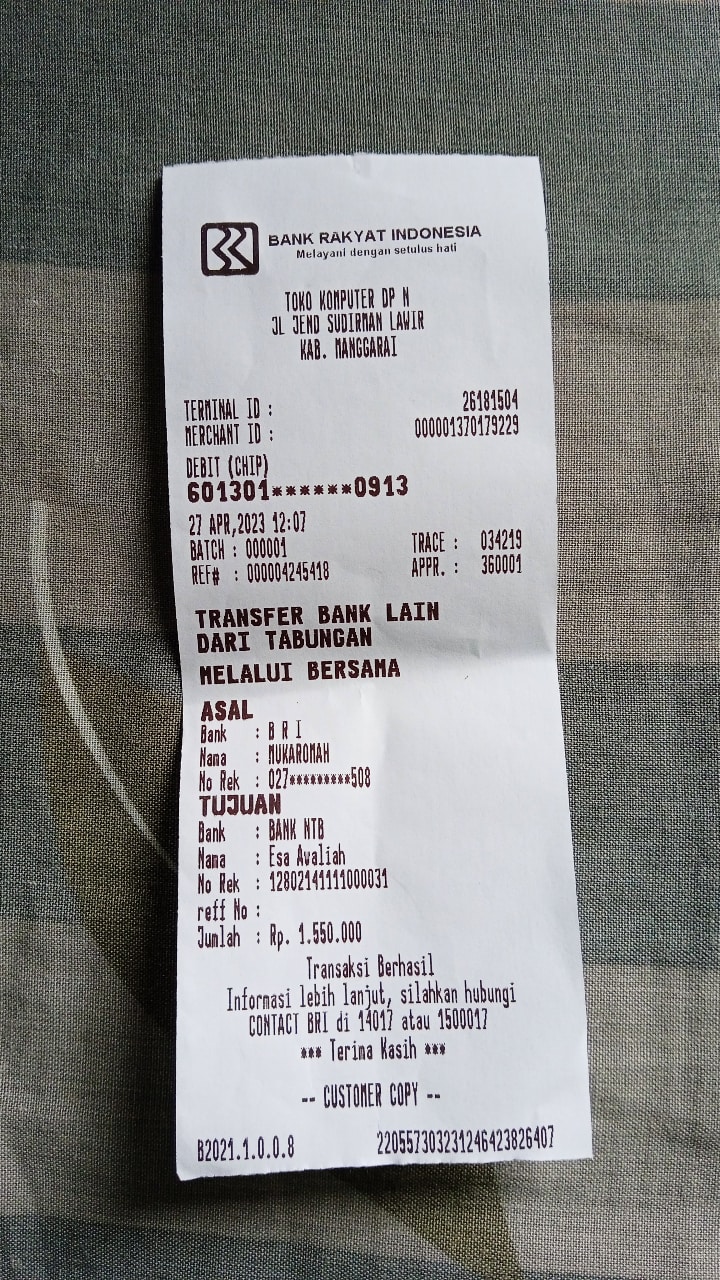 BANK RAKYAT INDONESIA
Melayani dengan setulus hati
TOKO KOMPUTER DP N
JL JEND SUDIRMAN LAWIR
KAB. MANGGARAI
TERMINAL ID : 26181504
MERCHANT ID : 000001370179229
DEBIT (CHIP)
601301******0913
27 APR,2023 12:07
BATCH : 000001 TRACE : 034219
REF# : 000004245418 APPR. : 360001
TRANSFER BANK LAIN
DARI TABUNGAN
MELALUI BERSAMA
ASAL
Bank : B R I
Nama : MUKAROMAH
No Rek : 027*********508
TUJUAN
Bank : BANK NTB
Nama : Esa Avaliah
No Rek : 12802141111000031
reff No :
Jumlah : Rp. 1.550.000
Transaksi Berhasil
Informasi lebih lanjut, silahkan hubungi
CONTACT BRI di 14017 atau 1500017
*** Terima Kasih ***
-- CUSTOMER COPY --
B2021.1.0.0.8 220557303231246423826407